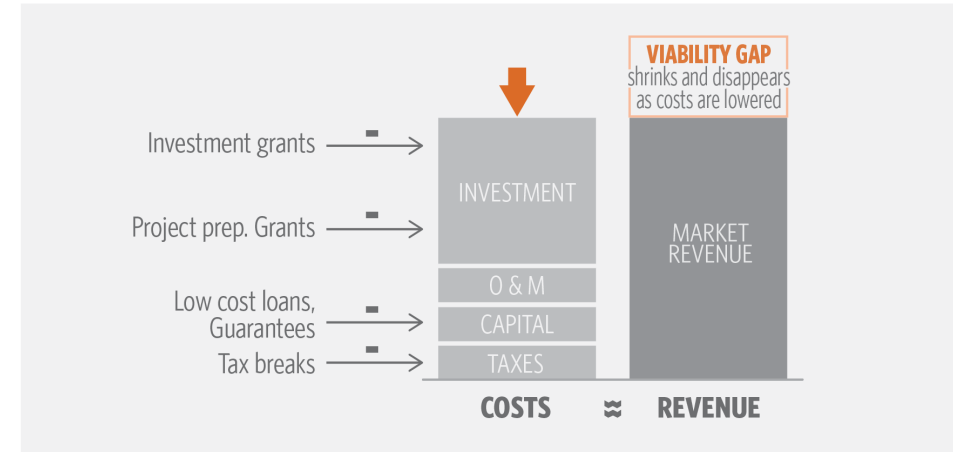 VIABILITY GAP
shrinks and disappears
as costs are lowered
Investment grants
-
INVESTMENT
Project prep. Grants
-
MARKET
REVENUE
O & M
Low cost loans,
Guarantees
-
CAPITAL
Tax breaks
-
TAXES
COSTS ≈ REVENUE